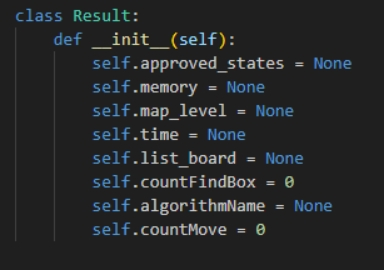 class Result:
    def __init__(self):
        self.approved_states = None
        self.memory = None
        self.map_level = None
        self.time = None
        self.list_board = None
        self.countFindBox = 0
        self.algorithmName = None
        self.countMove = 0